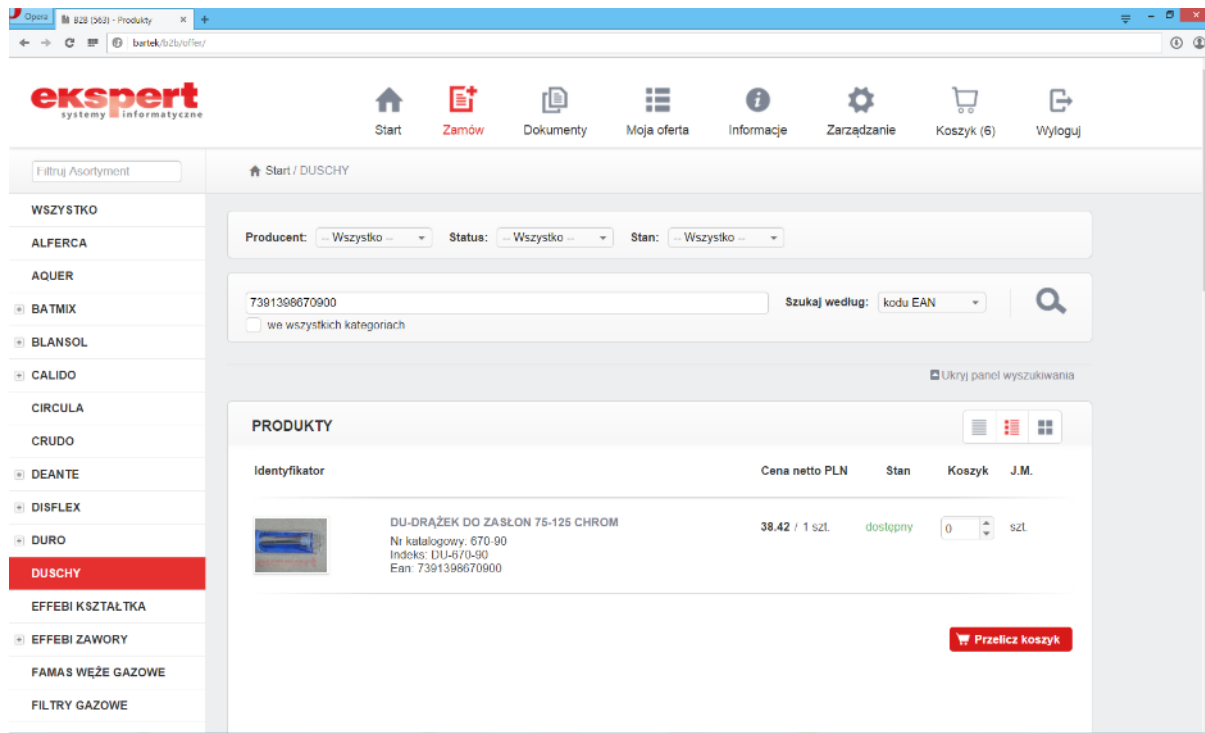 Opera
B2B (563) - Produkty
bartek/b2b/offer/
ekspert
systemy informatyczne
Start
Zamów
Dokumenty
Moja oferta
Informacje
Zarządzanie
Koszyk (6)
Wyloguj
Filtruj Asortyment
Start / DUSCHY
WSZYSTKO
ALFERCA
AQUER
BATMIX
BLANSOL
CALIDO
CIRCULA
CRUDO
DEANTE
DISFLEX
DURO
DUSCHY
EFFEBI KSZTAŁTKA
EFFEBI ZAWORY
FAMAS WĘŻE GAZOWE
FILTRY GAZOWE
Producent: -- Wszystko -- Status: -- Wszystko -- Stan: -- Wszystko --
7391398670900
Szukaj według: kodu EAN
we wszystkich kategoriach
Ukryj panel wyszukiwania
PRODUKTY
Identyfikator Cena netto PLN Stan Koszyk J.M.
DU-DRĄŻEK DO ZASŁON 75-125 CHROM
Nr katalogowy: 670-90
Indeks: DU-670-90
Ean: 7391398670900
38.42 / 1 szt. dostępny 0 szt.
Przelicz koszyk